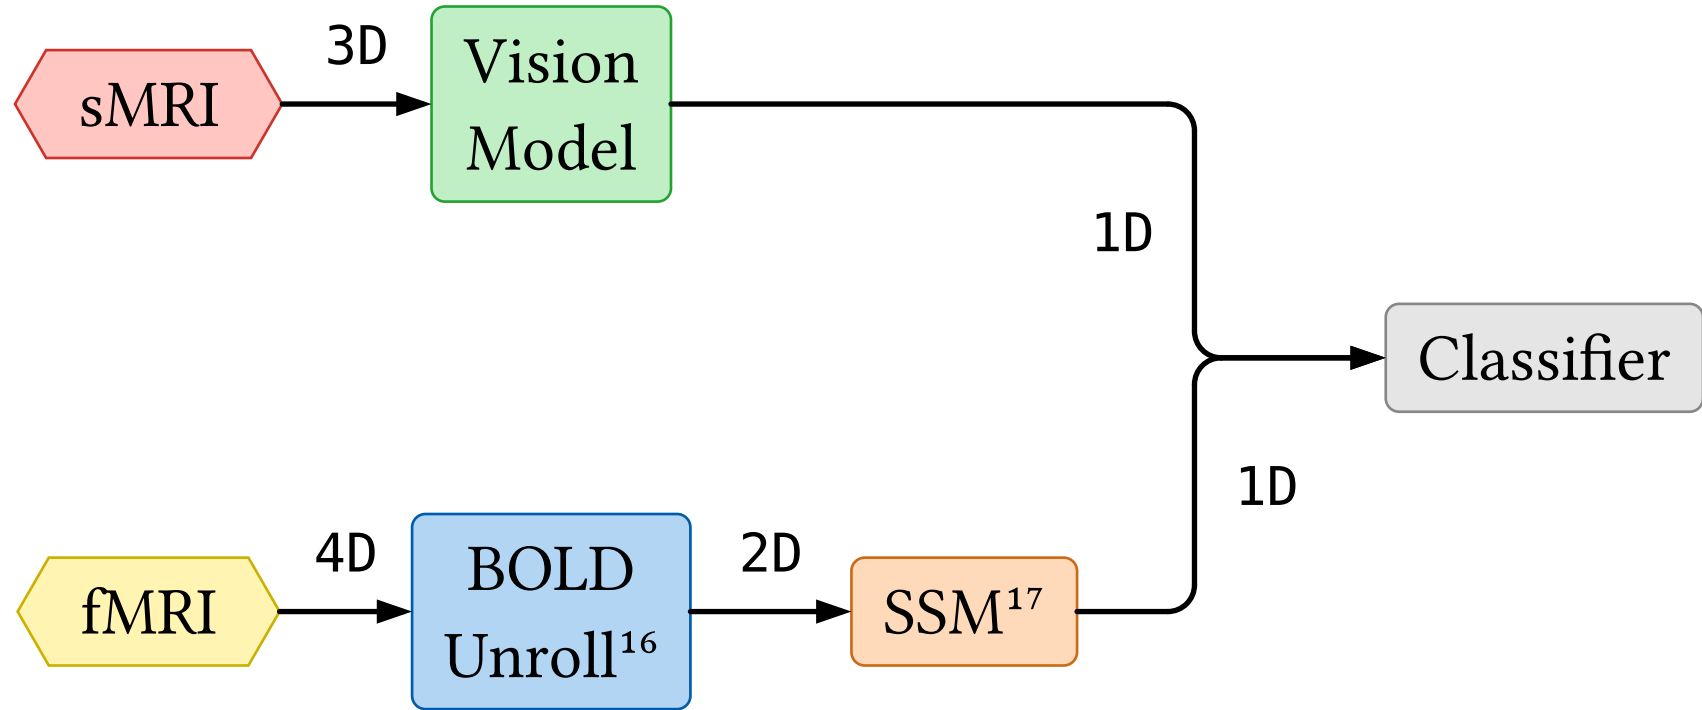 3D
sMRI
Vision
Model
1D
Classifier
1D
4D
fMRI
BOLD
Unroll¹⁶
2D
SSM¹⁷